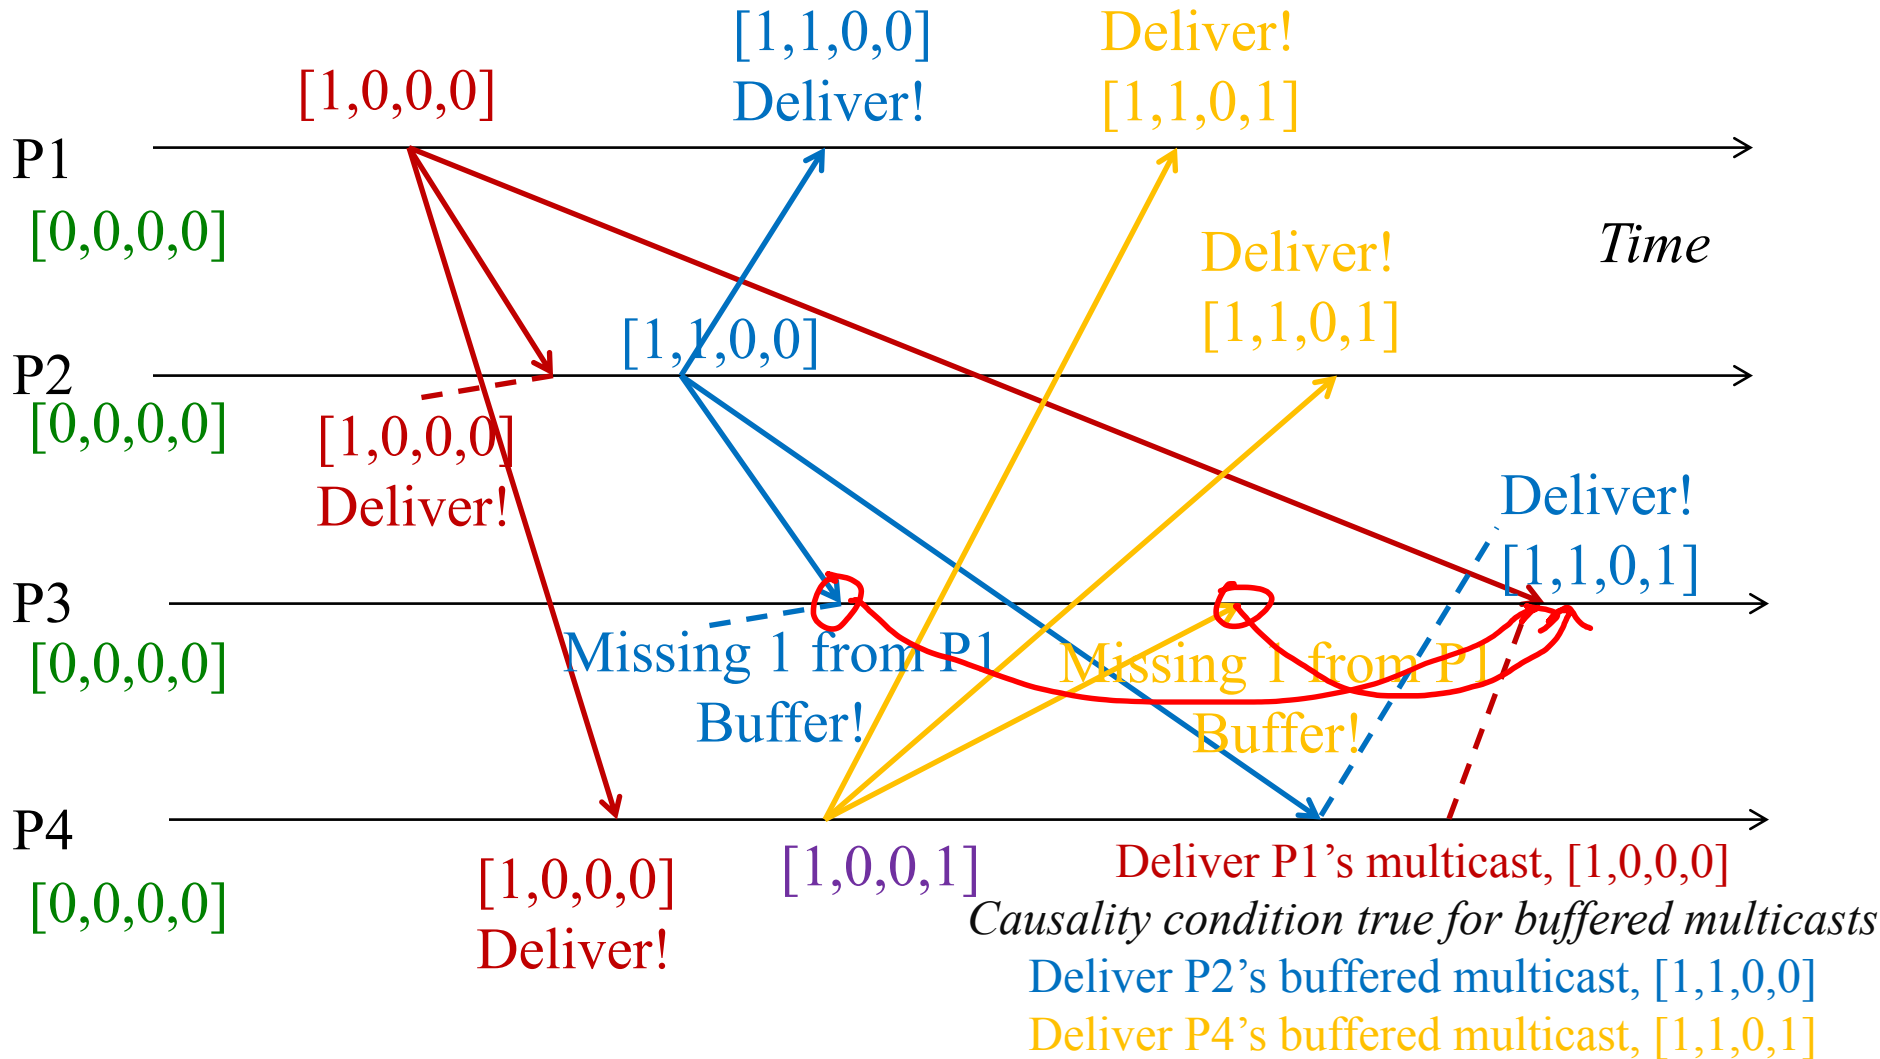 [1,1,0,0]
Deliver!
Deliver!
[1,1,0,1]
[1,0,0,0]
P1
[0,0,0,0]
Time
Deliver!
[1,1,0,1]
[1,1,0,0]
P2
[0,0,0,0]
[1,0,0,0]
Deliver!
Deliver!
[1,1,0,1]
P3
[0,0,0,0]
Missing 1 from P1
Buffer!
Missing 1 from P1
Buffer!
P4
[0,0,0,0]
[1,0,0,0]
Deliver!
[1,0,0,1]
Deliver P1’s multicast, [1,0,0,0]
Causality condition true for buffered multicasts
Deliver P2’s buffered multicast, [1,1,0,0]
Deliver P4’s buffered multicast, [1,1,0,1]